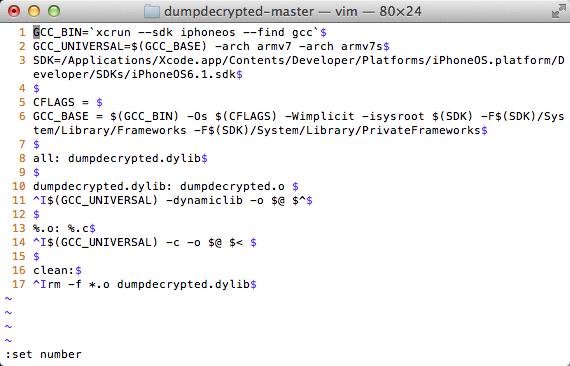 dumpdecrypted-master — vim — 80×24
1 GCC_BIN=`xcrun --sdk iphoneos --find gcc`$
2 GCC_UNIVERSAL=$(GCC_BASE) -arch armv7 -arch armv7s$
3 SDK=/Applications/Xcode.app/Contents/Developer/Platforms/iPhoneOS.platform/D
eveloper/SDKs/iPhoneOS6.1.sdk$
4 $
5 CFLAGS = $
6 GCC_BASE = $(GCC_BIN) -Os $(CFLAGS) -Wimplicit -isysroot $(SDK) -F$(SDK)/Sys
tem/Library/Frameworks -F$(SDK)/System/Library/PrivateFrameworks$
7 $
8 all: dumpdecrypted.dylib$
9 $
10 dumpdecrypted.dylib: dumpdecrypted.o $
11 ^I$(GCC_UNIVERSAL) -dynamiclib -o $@ $^$
12 $
13 %.o: %.c$
14 ^I$(GCC_UNIVERSAL) -c -o $@ $< $
15 $
16 clean:$
17 ^Irm -f *.o dumpdecrypted.dylib$
~
~
~
~
:set number